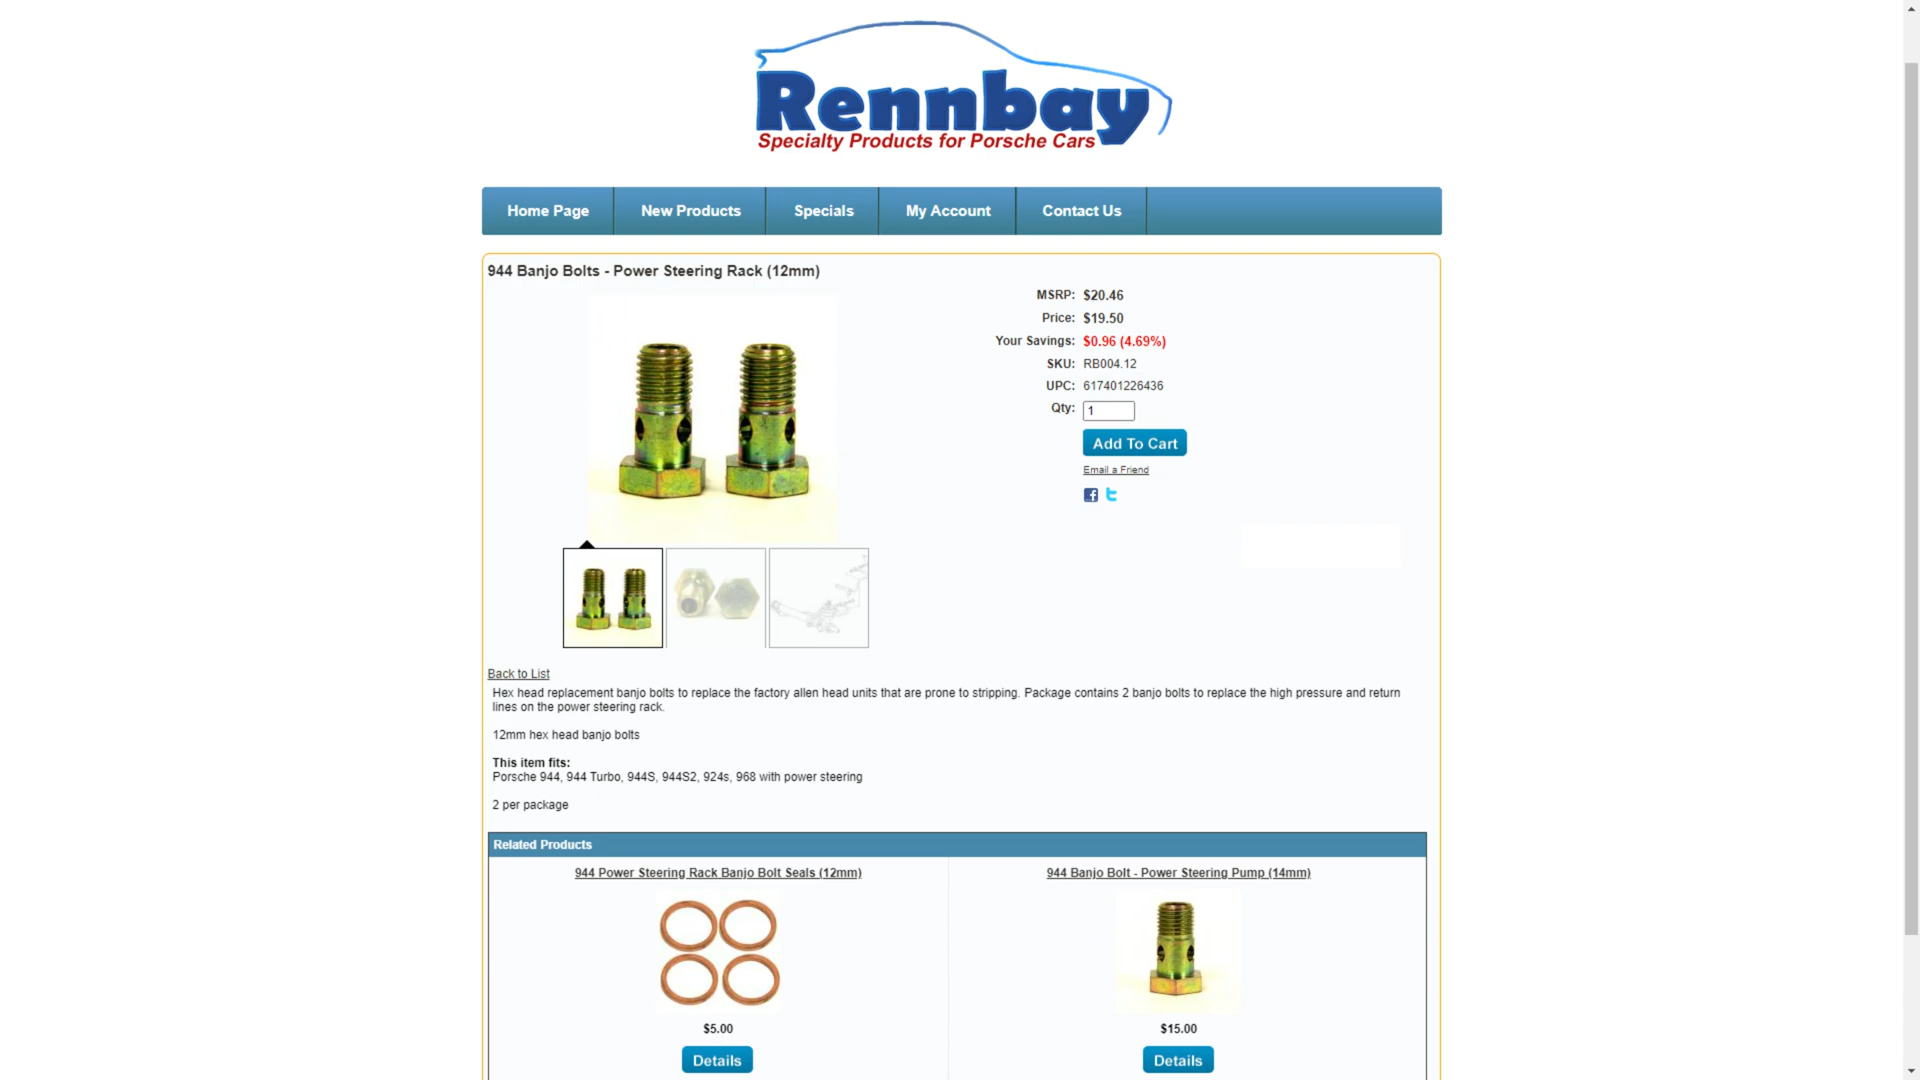 Rennbay
Specialty Products for Porsche Cars
Home Page
New Products
Specials
My Account
Contact Us
944 Banjo Bolts - Power Steering Rack (12mm)
MSRP: $20.46
Price: $19.50
Your Savings: $0.96 (4.69%)
SKU: RB004.12
UPC: 617401226436
Qty: 1
Add To Cart
Email a Friend
Back to List
Hex head replacement banjo bolts to replace the factory allen head units that are prone to stripping. Package contains 2 banjo bolts to replace the high pressure and return
lines on the power steering rack.
12mm hex head banjo bolts
This item fits:
Porsche 944, 944 Turbo, 944S, 944S2, 924s, 968 with power steering
2 per package
Related Products
944 Power Steering Rack Banjo Bolt Seals (12mm)
944 Banjo Bolt - Power Steering Pump (14mm)
$5.00
$15.00
Details
Details